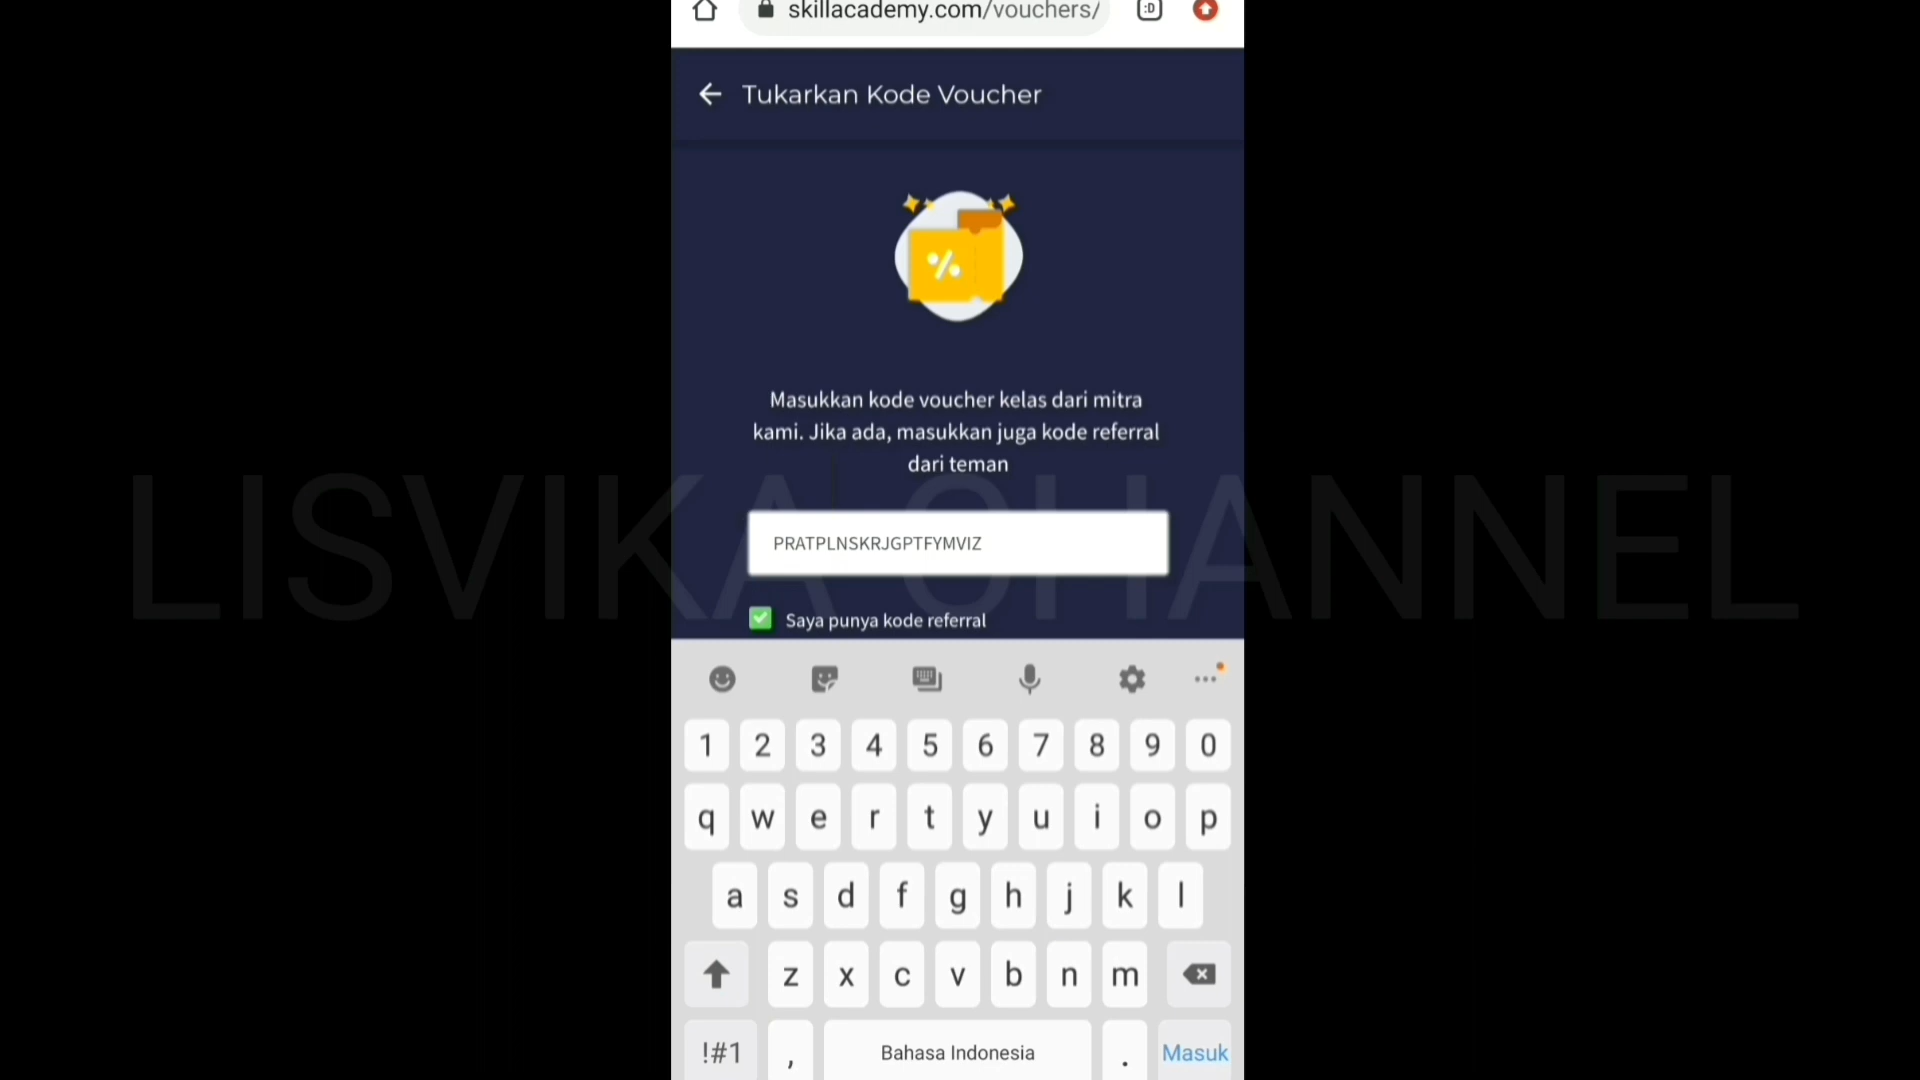 skillacademy.com/vouchers/
:D
Tukarkan Kode Voucher
%
Masukkan kode voucher kelas dari mitra
kami. Jika ada, masukkan juga kode referral
dari teman
LISVIKA CHANNEL
PRATPLNSKRJGPTFYMVIZ
Saya punya kode referral
1 2 3 4 5 6 7 8 9 0
q w e r t y u i o p
a s d f g h j k l
z x c v b n m
!#1 , Bahasa Indonesia . Masuk